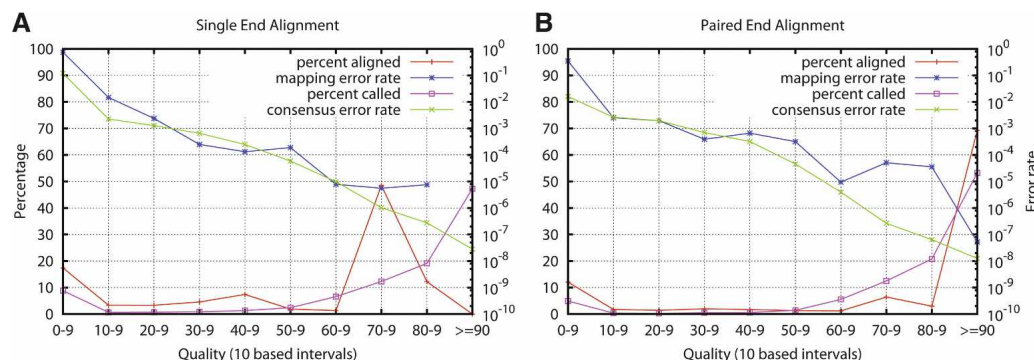 A
Single End Alignment
percent aligned
mapping error rate
percent called
consensus error rate
Percentage
100
90
80
70
60
50
40
30
20
10
0
10^0
10^-1
10^-2
10^-3
10^-4
10^-5
10^-6
10^-7
10^-8
10^-9
10^-10
0-9 10-9 20-9 30-9 40-9 50-9 60-9 70-9 80-9 >=90
Quality (10 based intervals)
B
Paired End Alignment
percent aligned
mapping error rate
percent called
consensus error rate
100
90
80
70
60
50
40
30
20
10
0
10^0
10^-1
10^-2
10^-3
10^-4
10^-5
10^-6
10^-7
10^-8
10^-9
10^-10
Error rate
0-9 10-9 20-9 30-9 40-9 50-9 60-9 70-9 80-9 >=90
Quality (10 based intervals)